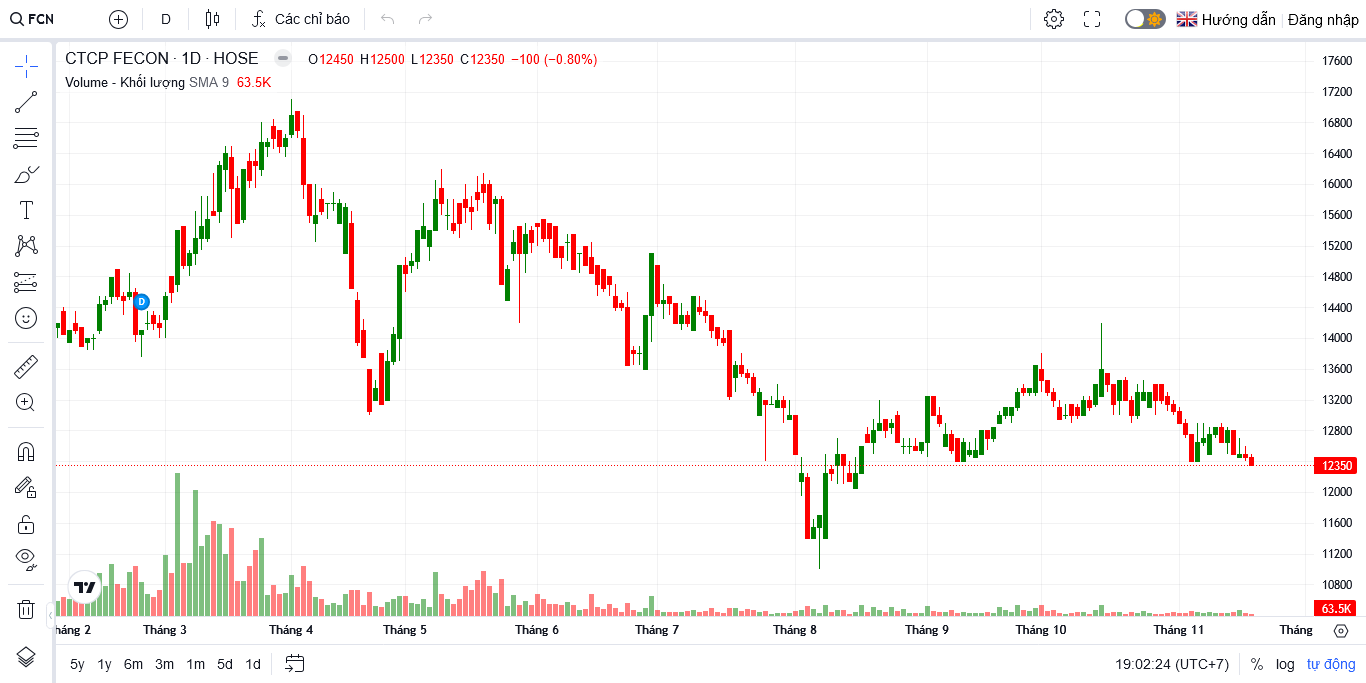 FCN D Các chỉ báo Hướng dẫn Đăng nhập
CTCP FECON · 1D · HOSE O12450 H12500 L12350 C12350 −100 (−0.80%)
Volume - Khối lượng SMA 9 63.5K
17600
17200
16800
16400
16000
15600
15200
14800
14400
14000
13600
13200
12800
12350
12000
11600
11200
10800
63.5K
D
T
háng 2 Tháng 3 Tháng 4 Tháng 5 Tháng 6 Tháng 7 Tháng 8 Tháng 9 Tháng 10 Tháng 11 Tháng
5y 1y 6m 3m 1m 5d 1d 19:02:24 (UTC+7) % log tự động